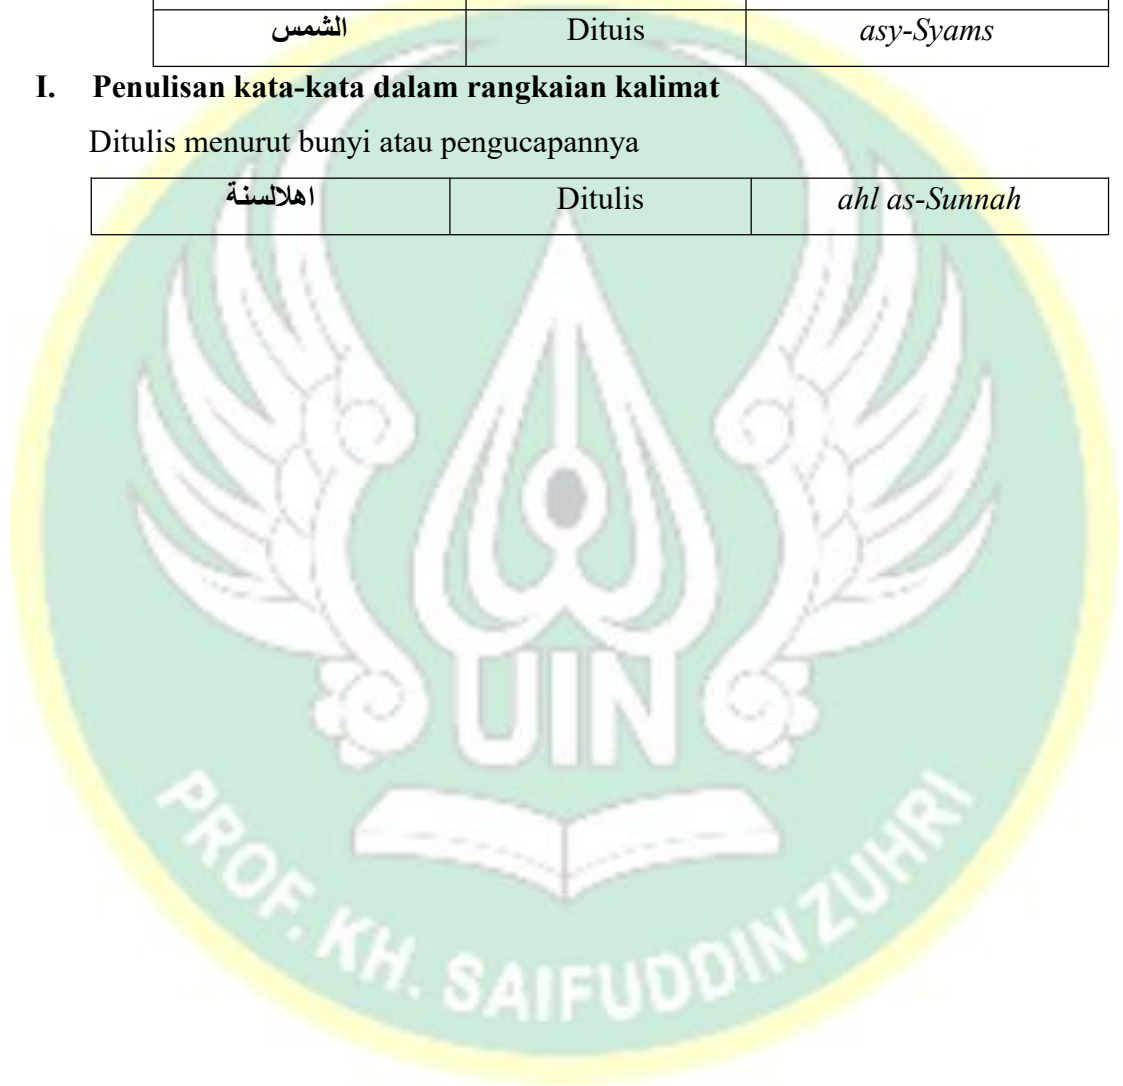 الشمس Dituis asy-Syams
I. Penulisan kata-kata dalam rangkaian kalimat
Ditulis menurut bunyi atau pengucapannya
اهلالسنة Ditulis ahl as-Sunnah
UIN
PROF. KH. SAIFUDDIN ZUHRI